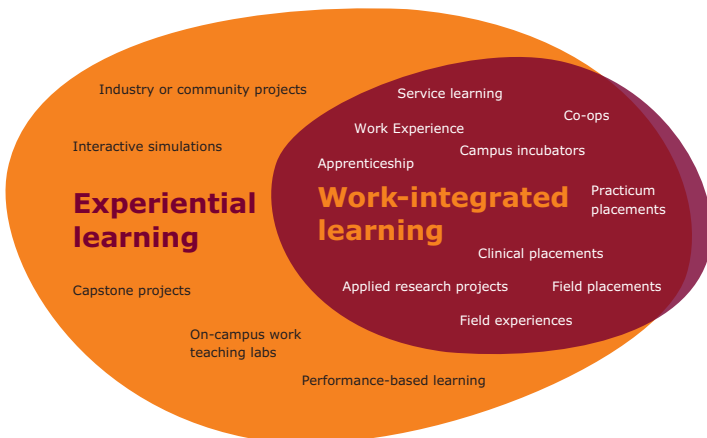 Industry or community projects
Interactive simulations
Experiential
learning
Capstone projects
On-campus work
teaching labs
Performance-based learning
Service learning
Co-ops
Work Experience
Campus incubators
Apprenticeship
Work-integrated
learning
Practicum
placements
Clinical placements
Applied research projects
Field placements
Field experiences